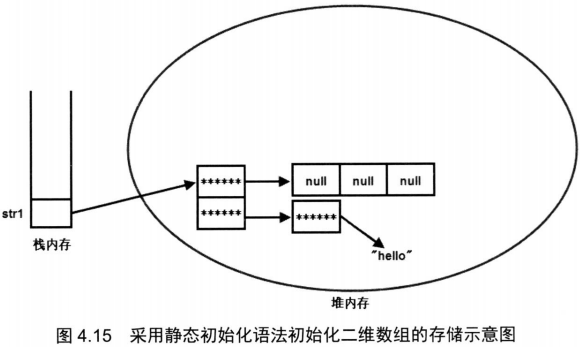 ****** null null null
str1 ****** ******
栈内存 "hello"
堆内存
图 4.15 采用静态初始化语法初始化二维数组的存储示意图